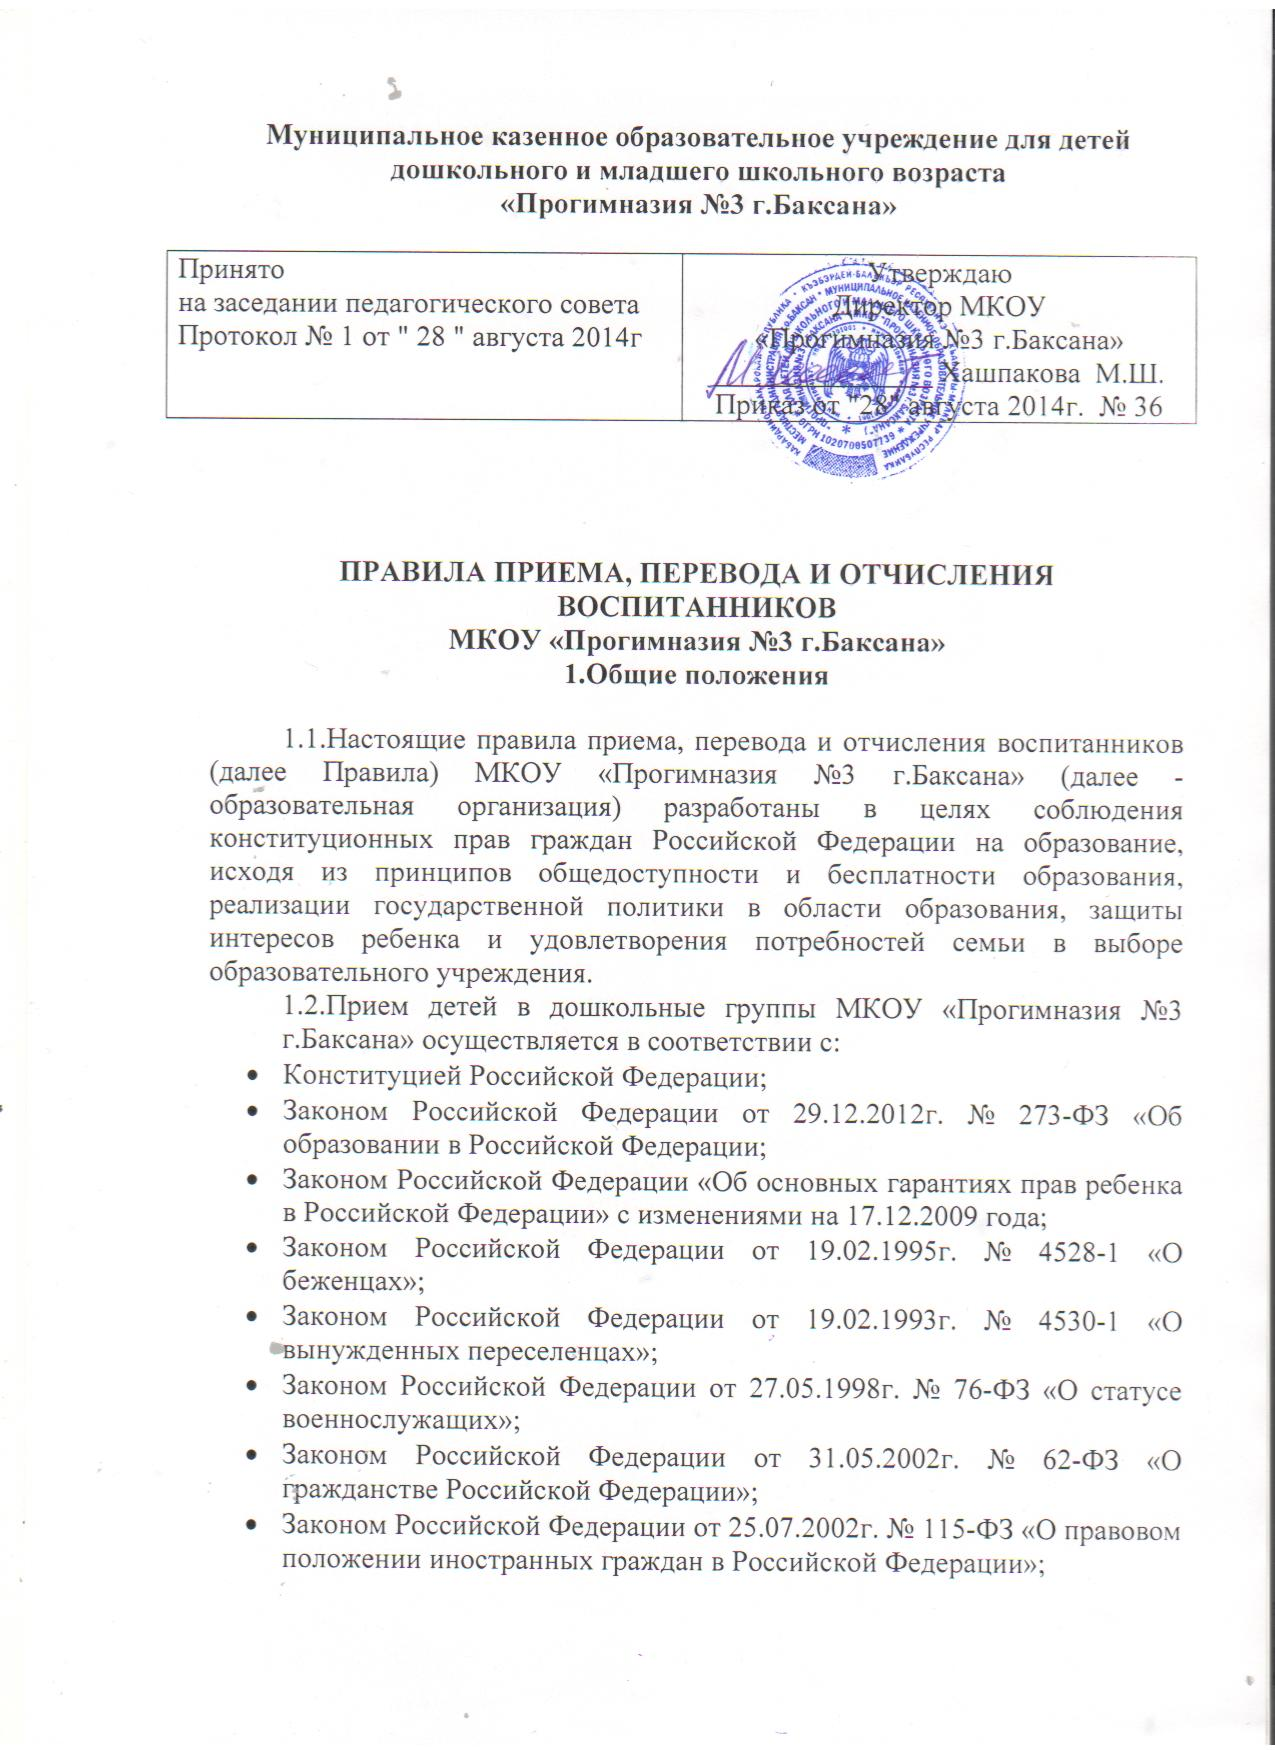 Муниципальное казенное образовательное учреждение для детей
дошкольного и младшего школьного возраста
«Прогимназия №3 г.Баксана»
Принято
на заседании педагогического совета
Протокол № 1 от " 28 " августа 2014г
Утверждаю
Директор МКОУ
«Прогимназия №3 г.Баксана»
Хашпакова М.Ш.
Приказ от "28" августа 2014г. № 36
ПРАВИЛА ПРИЕМА, ПЕРЕВОДА И ОТЧИСЛЕНИЯ
ВОСПИТАННИКОВ
МКОУ «Прогимназия №3 г.Баксана»
1.Общие положения
1.1.Настоящие правила приема, перевода и отчисления воспитанников
(далее Правила) МКОУ «Прогимназия №3 г.Баксана» (далее -
образовательная организация) разработаны в целях соблюдения
конституционных прав граждан Российской Федерации на образование,
исходя из принципов общедоступности и бесплатности образования,
реализации государственной политики в области образования, защиты
интересов ребенка и удовлетворения потребностей семьи в выборе
образовательного учреждения.
1.2.Прием детей в дошкольные группы МКОУ «Прогимназия №3
г.Баксана» осуществляется в соответствии с:
• Конституцией Российской Федерации;
• Законом Российской Федерации от 29.12.2012г. № 273-ФЗ «Об
образовании в Российской Федерации;
• Законом Российской Федерации «Об основных гарантиях прав ребенка
в Российской Федерации» с изменениями на 17.12.2009 года;
• Законом Российской Федерации от 19.02.1995г. № 4528-1 «О
беженцах»;
• Законом Российской Федерации от 19.02.1993г. № 4530-1 «О
вынужденных переселенцах»;
• Законом Российской Федерации от 27.05.1998г. № 76-ФЗ «О статусе
военнослужащих»;
• Законом Российской Федерации от 31.05.2002г. № 62-ФЗ «О
гражданстве Российской Федерации»;
• Законом Российской Федерации от 25.07.2002г. № 115-ФЗ «О правовом
положении иностранных граждан в Российской Федерации»;